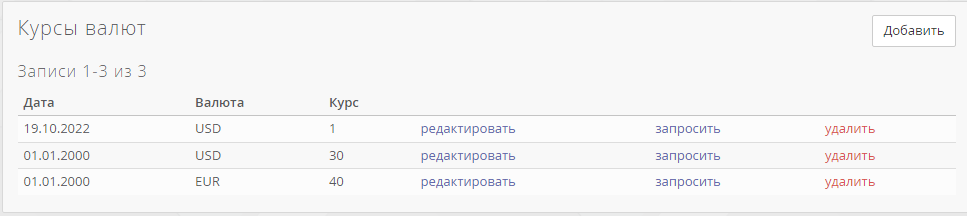 Курсы валют
Добавить
Записи 1-3 из 3
Дата Валюта Курс
19.10.2022 USD 1 редактировать запросить удалить
01.01.2000 USD 30 редактировать запросить удалить
01.01.2000 EUR 40 редактировать запросить удалить